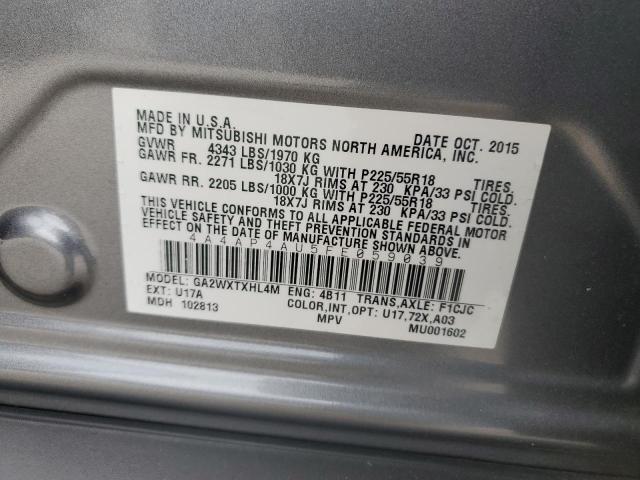 MADE IN U.S.A. DATE OCT. 2015
MFD BY MITSUBISHI MOTORS NORTH AMERICA, INC.
GVWR 4343 LBS/1970 KG
GAWR FR. 2271 LBS/1030 KG WITH P225/55R18 TIRES.
18X7J RIMS AT 230 KPA/33 PSI COLD.
GAWR RR. 2205 LBS/1000 KG WITH P225/55R18 TIRES.
18X7J RIMS AT 230 KPA/33 PSI COLD.
THIS VEHICLE CONFORMS TO ALL APPLICABLE FEDERAL MOTOR
VEHICLE SAFETY AND THEFT PREVENTION STANDARDS IN
EFFECT ON THE DATE OF MANUFACTURE SHOWN ABOVE.
4A4AP4AU5FE059039
MODEL: GA2WXTXHL4M ENG: 4B11 TRANS,AXLE: F1CJC
EXT: U17A COLOR,INT,OPT: U17,72X,A03
MDH 102813 MPV MU001602